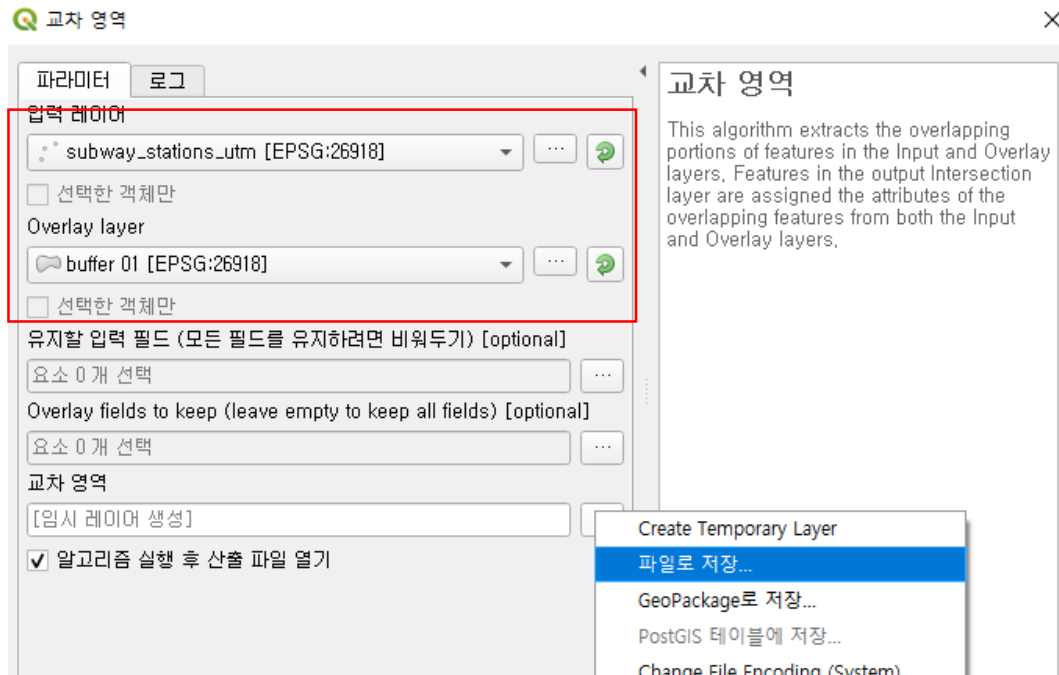 교차 영역
파라미터
로그
입력 레이어
subway_stations_utm [EPSG:26918]
...
선택한 객체만
Overlay layer
buffer 01 [EPSG:26918]
...
선택한 객체만
유지할 입력 필드 (모든 필드를 유지하려면 비워두기) [optional]
요소 0 개 선택
...
Overlay fields to keep (leave empty to keep all fields) [optional]
요소 0 개 선택
...
교차 영역
[임시 레이어 생성]
알고리즘 실행 후 산출 파일 열기
Create Temporary Layer
파일로 저장...
GeoPackage로 저장...
PostGIS 테이블에 저장...
Change File Encoding (System)
교차 영역
This algorithm extracts the overlapping
portions of features in the Input and Overlay
layers, Features in the output Intersection
layer are assigned the attributes of the
overlapping features from both the Input
and Overlay layers,